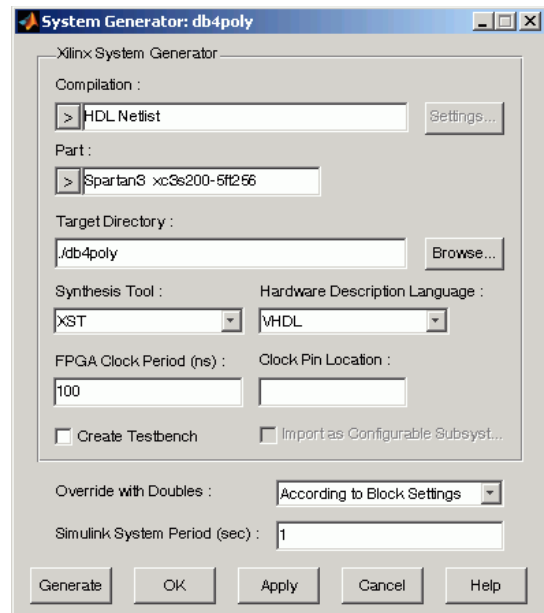 System Generator: db4poly
Xilinx System Generator
Compilation :
> HDL Netlist Settings...
Part :
> Spartan3 xc3s200-5ft256
Target Directory :
./db4poly Browse...
Synthesis Tool : Hardware Description Language :
XST VHDL
FPGA Clock Period (ns) : Clock Pin Location :
100
Create Testbench Import as Configurable Subsyst...
Override with Doubles : According to Block Settings
Simulink System Period (sec) : 1
Generate OK Apply Cancel Help